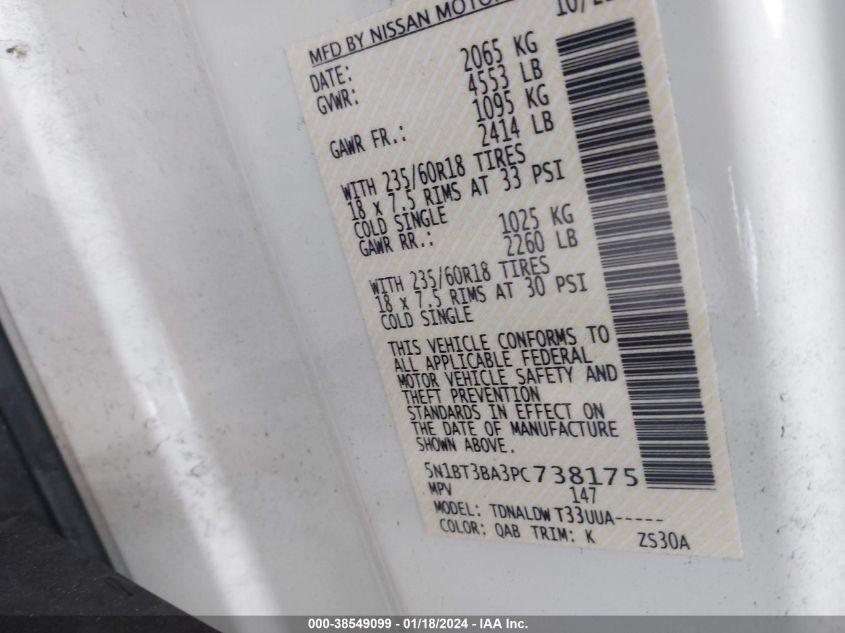 MFD BY NISSAN MOTOR
DATE:
GVWR: 2065 KG
4553 LB
GAWR FR.: 1095 KG
2414 LB
WITH 235/60R18 TIRES
18 x 7.5 RIMS AT 33 PSI
COLD SINGLE
GAWR RR.: 1025 KG
2260 LB
WITH 235/60R18 TIRES
18 x 7.5 RIMS AT 30 PSI
COLD SINGLE
THIS VEHICLE CONFORMS TO
ALL APPLICABLE FEDERAL
MOTOR VEHICLE SAFETY AND
THEFT PREVENTION
STANDARDS IN EFFECT ON
THE DATE OF MANUFACTURE
SHOWN ABOVE.
5N1BT3BA3PC738175
MPV 147
MODEL: TDNALDW T33UUA-----
COLOR: QAB TRIM: K ZS30A
000-38549099 - 01/18/2024 - IAA Inc.